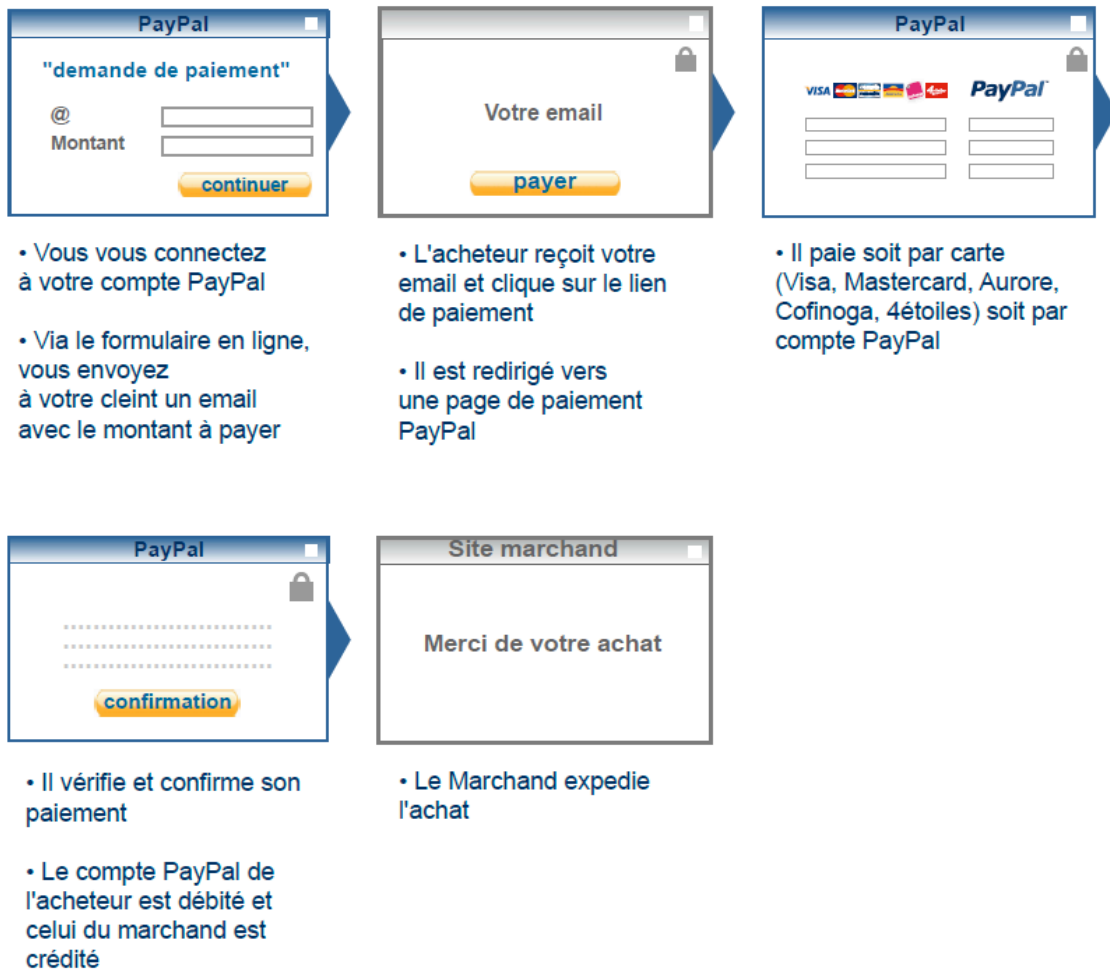 PayPal
"demande de paiement"
@
Montant
continuer
• Vous vous connectez
à votre compte PayPal
• Via le formulaire en ligne,
vous envoyez
à votre cleint un email
avec le montant à payer
Votre email
payer
• L'acheteur reçoit votre
email et clique sur le lien
de paiement
• Il est redirigé vers
une page de paiement
PayPal
PayPal
VISA PayPal
• Il paie soit par carte
(Visa, Mastercard, Aurore,
Cofinoga, 4étoiles) soit par
compte PayPal
PayPal
confirmation
• Il vérifie et confirme son
paiement
• Le compte PayPal de
l'acheteur est débité et
celui du marchand est
crédité
Site marchand
Merci de votre achat
• Le Marchand expedie
l'achat